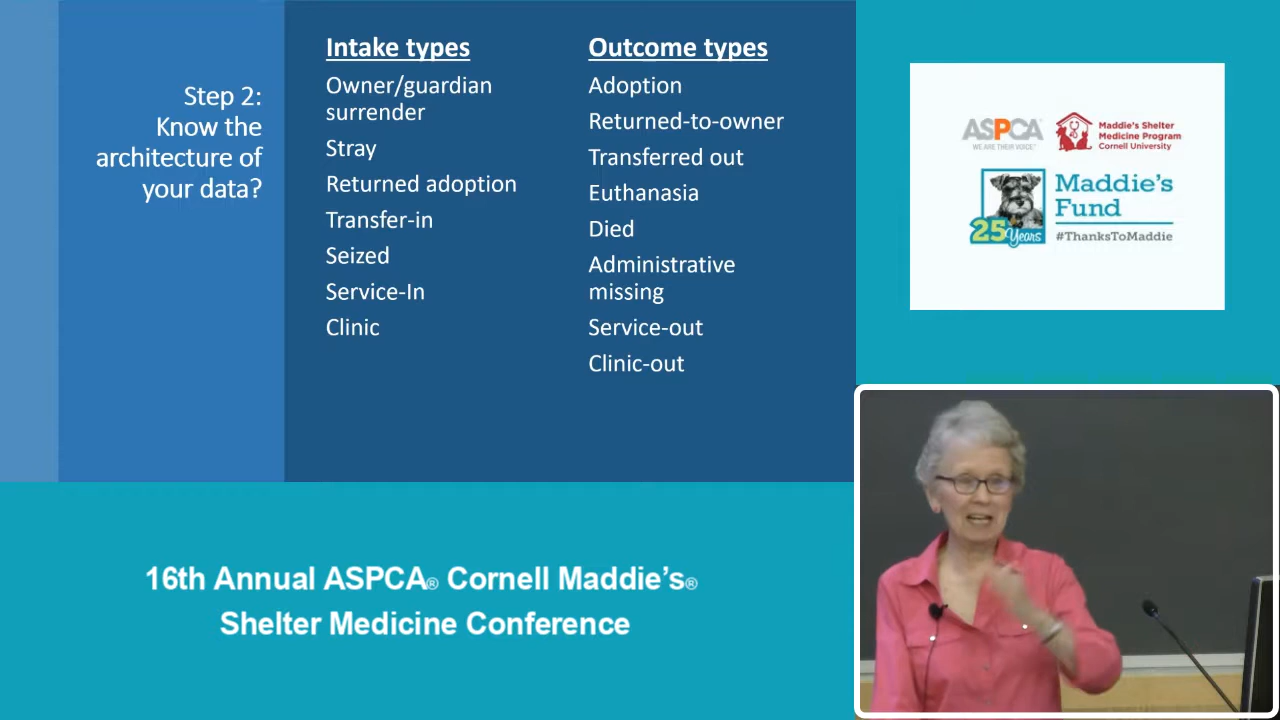 Step 2:
Know the
architecture of
your data?
Intake types
Owner/guardian
surrender
Stray
Returned adoption
Transfer-in
Seized
Service-In
Clinic
Outcome types
Adoption
Returned-to-owner
Transferred out
Euthanasia
Died
Administrative
missing
Service-out
Clinic-out
ASPCA
WE ARE THEIR VOICE™
Maddie's Shelter
Medicine Program
Cornell University
25 Years
Maddie's
Fund
#ThanksToMaddie
16th Annual ASPCA® Cornell Maddie's®
Shelter Medicine Conference